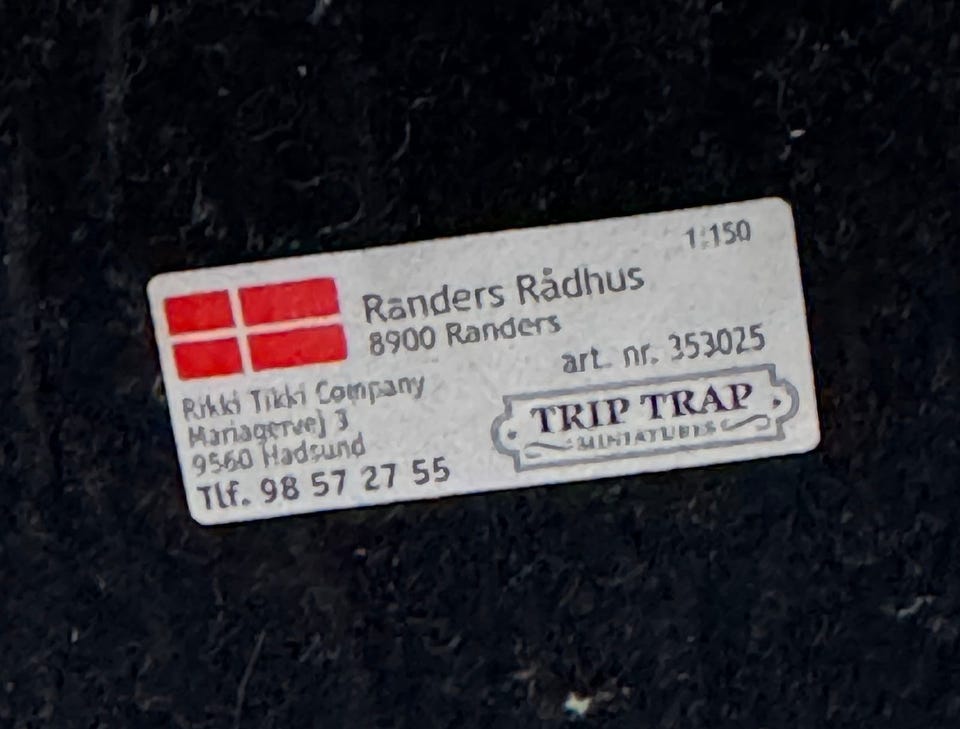 1:150
Randers Rådhus
8900 Randers
art. nr. 353025
Rikki Tikki Company
Mariagervej 3
9560 Hadsund
Tlf. 98 57 27 55
TRIP TRAP
MINIATURES